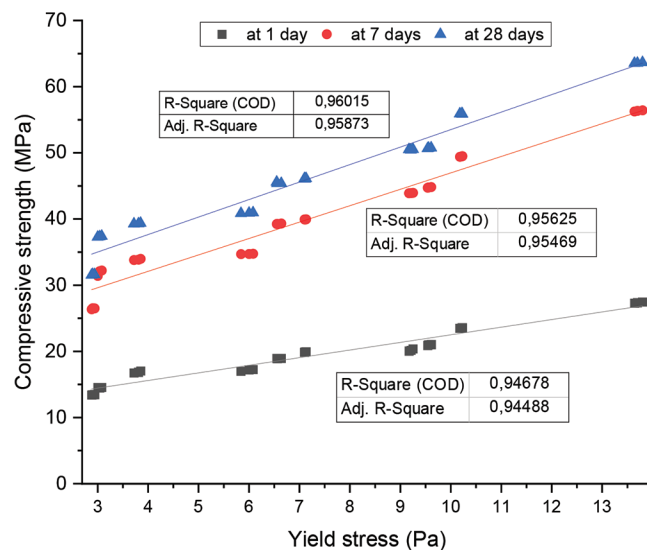 at 1 day at 7 days at 28 days
70
60
50
40
30
20
10
0
Compressive strength (MPa)
R-Square (COD) 0,96015
Adj. R-Square 0,95873
R-Square (COD) 0,95625
Adj. R-Square 0,95469
R-Square (COD) 0,94678
Adj. R-Square 0,94488
3 4 5 6 7 8 9 10 11 12 13
Yield stress (Pa)